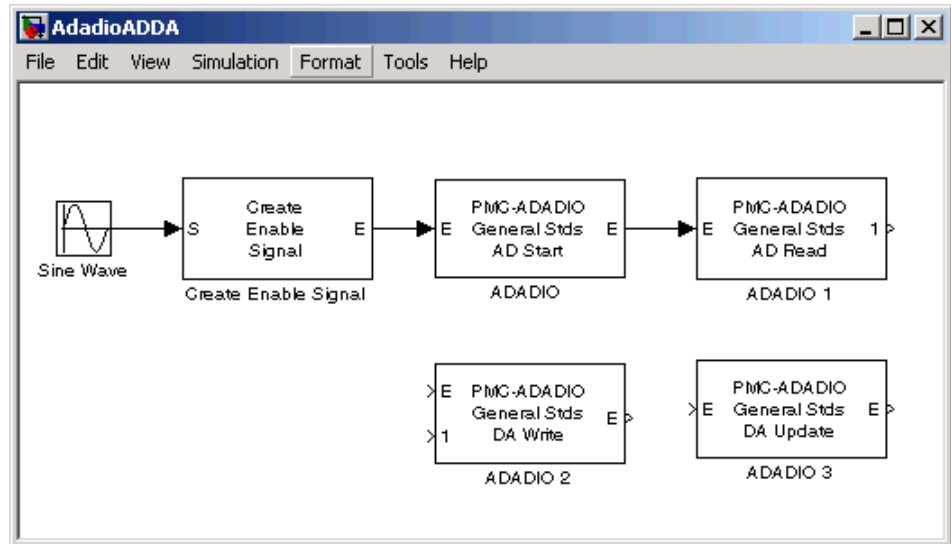 AdadioADDA
File Edit View Simulation Format Tools Help
Create
Enable
Signal
S
E
PMC-ADADIO
General Stds
AD Start
E
E
PMC-ADADIO
General Stds
AD Read
E
1
Sine Wave
Create Enable Signal
ADADIO
ADADIO 1
PMC-ADADIO
General Stds
DA Write
E
1
E
PMC-ADADIO
General Stds
DA Update
E
E
ADADIO 2
ADADIO 3